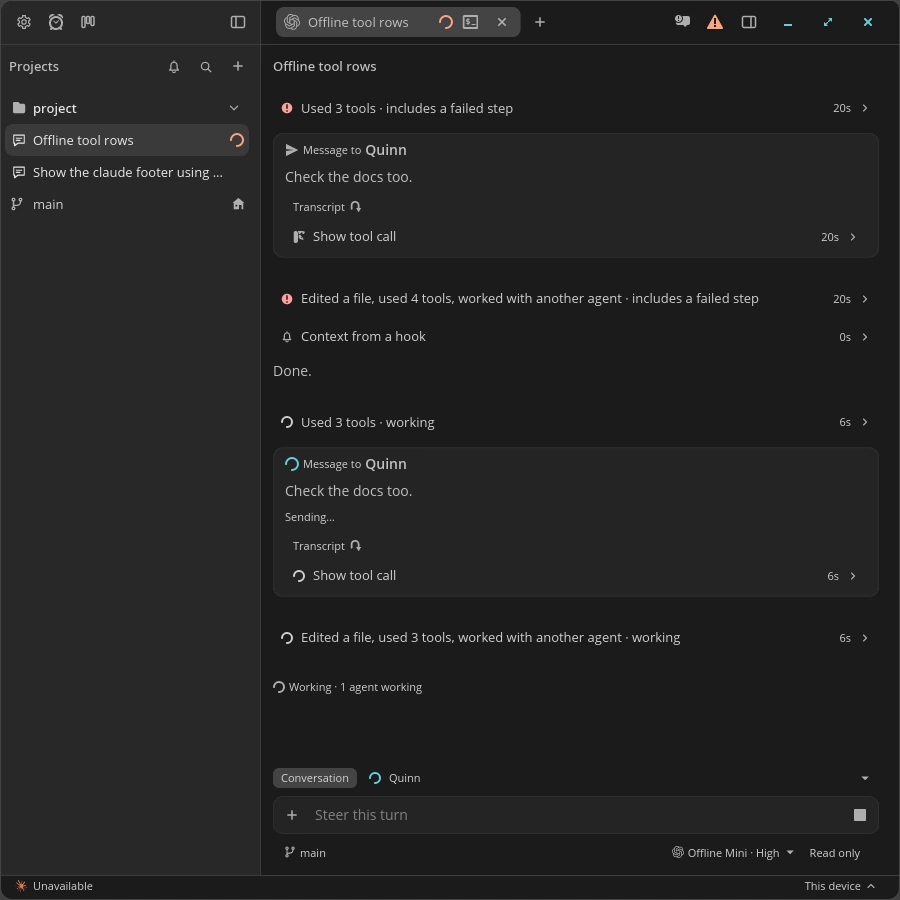 Offline tool rows
Projects
project
Offline tool rows
Show the claude footer using ...
main
Offline tool rows
Used 3 tools · includes a failed step 20s
Message to Quinn
Check the docs too.
Transcript
Show tool call 20s
Edited a file, used 4 tools, worked with another agent · includes a failed step 20s
Context from a hook 0s
Done.
Used 3 tools · working 6s
Message to Quinn
Check the docs too.
Sending...
Transcript
Show tool call 6s
Edited a file, used 3 tools, worked with another agent · working 6s
Working · 1 agent working
Conversation Quinn
Steer this turn
main Offline Mini · High Read only
Unavailable This device